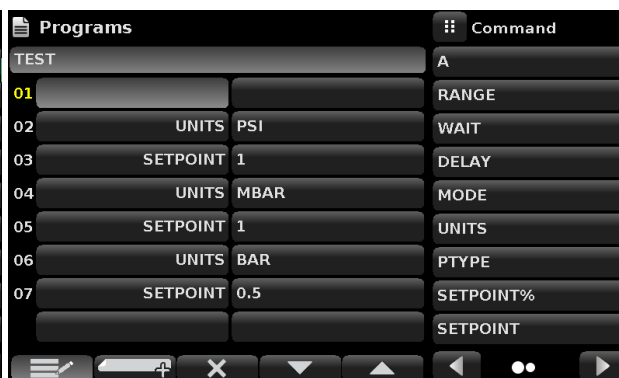 Programs
TEST
01
02 UNITS PSI
03 SETPOINT 1
04 UNITS MBAR
05 SETPOINT 1
06 UNITS BAR
07 SETPOINT 0.5
Command
A
RANGE
WAIT
DELAY
MODE
UNITS
PTYPE
SETPOINT%
SETPOINT